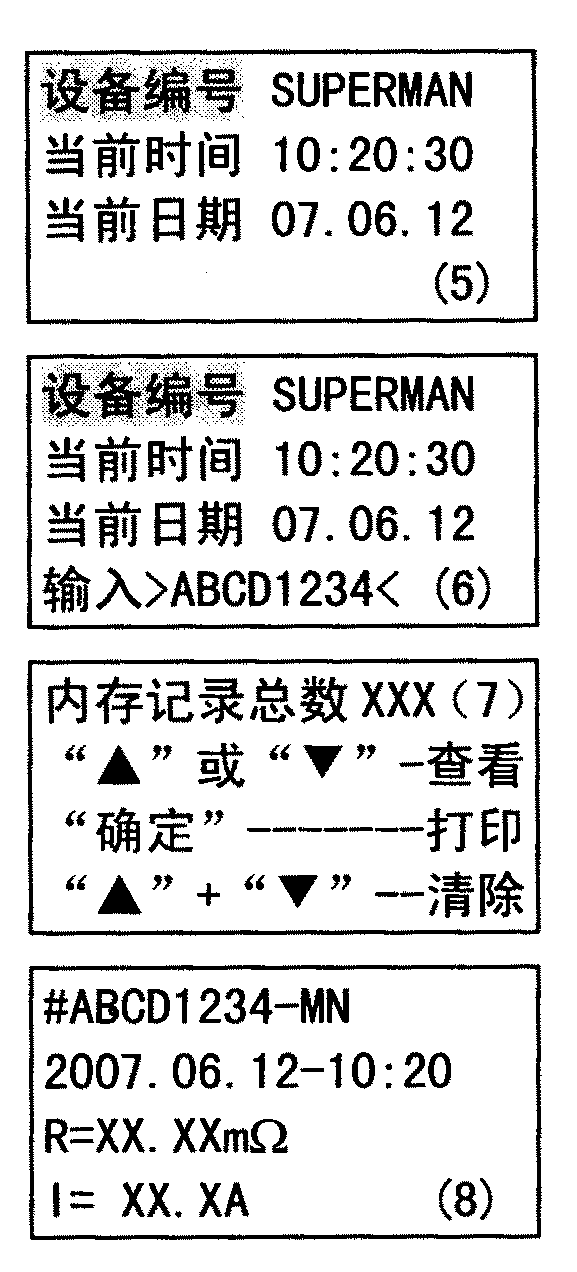 设备编号 SUPERMAN
当前时间 10:20:30
当前日期 07.06.12
(5)
设备编号 SUPERMAN
当前时间 10:20:30
当前日期 07.06.12
输入>ABCD1234< (6)
内存记录总数 XXX(7)
“▲”或“▼”-查看
“确定”-------打印
“▲”+“▼”--清除
#ABCD1234-MN
2007.06.12-10:20
R=XX.XXmΩ
I= XX.XA (8)